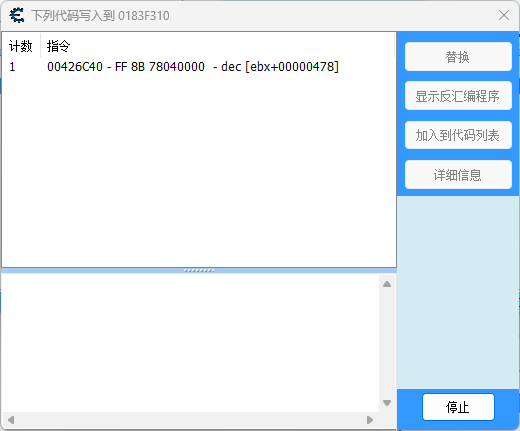 下列代码写入到 0183F310
计数 指令
1 00426C40 - FF 8B 78040000 - dec [ebx+00000478]
替换
显示反汇编程序
加入到代码列表
详细信息
停止